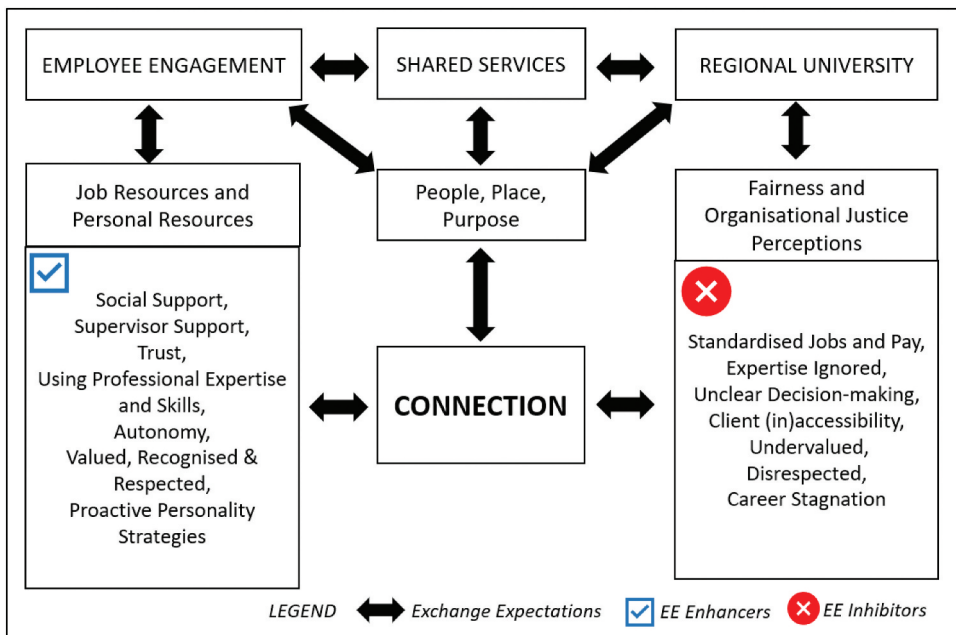 EMPLOYEE ENGAGEMENT
SHARED SERVICES
REGIONAL UNIVERSITY
Job Resources and
Personal Resources
People, Place,
Purpose
Fairness and
Organisational Justice
Perceptions
Social Support,
Supervisor Support,
Trust,
Using Professional Expertise
and Skills,
Autonomy,
Valued, Recognised &
Respected,
Proactive Personality
Strategies
CONNECTION
Standardised Jobs and Pay,
Expertise Ignored,
Unclear Decision-making,
Client (in)accessibility,
Undervalued,
Disrespected,
Career Stagnation
LEGEND Exchange Expectations EE Enhancers EE Inhibitors